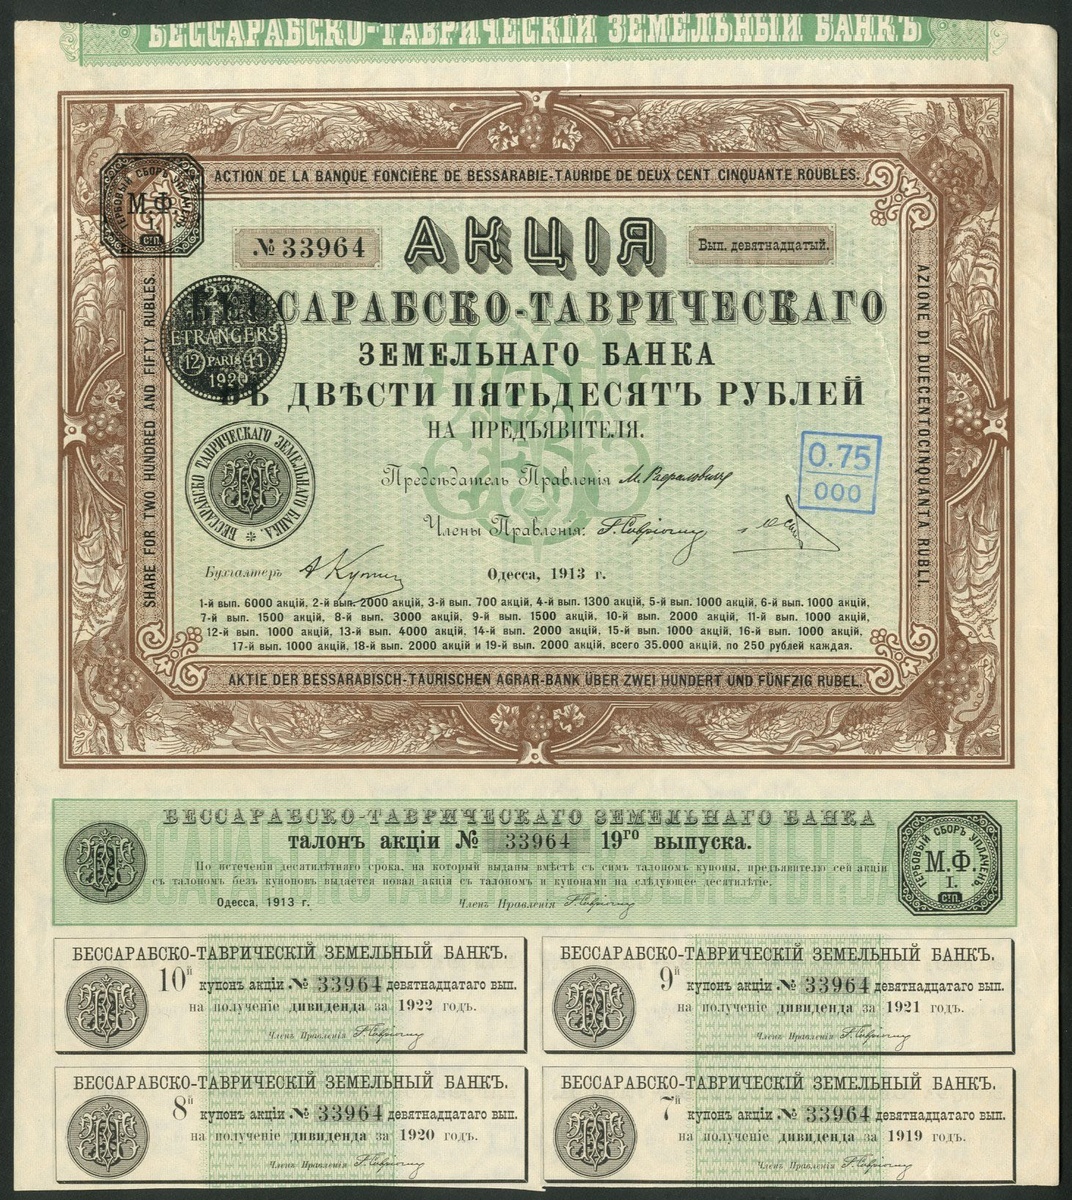 БЕССАРАБСКО-ТАВРИЧЕСКІЙ ЗЕМЕЛЬНЫЙ БАНКЪ
ACTION DE LA BANQUE FONCIÈRE DE BESSARABIE-TAURIDE DE DEUX CENT CINQUANTE ROUBLES.
ГЕРБОВЫЙ СБОРЪ УПЛАЧЕНЪ
М.Ф.
I.
С:П.
№ 33964
АКЦІЯ
Вып. девятнадцатый.
БЕССАРАБСКО-ТАВРИЧЕСКАГО
ЗЕМЕЛЬНАГО БАНКА
ВЪ ДВѢСТИ ПЯТЬДЕСЯТЪ РУБЛЕЙ
НА ПРЕДЪЯВИТЕЛЯ.
2%
ETRANGERS
12 PARIS 11
1920
SHARE FOR TWO HUNDRED AND FIFTY RUBLES.
AZIONE DI DUECENTOCINQUANTA RUBLI.
БЕССАРАБСКО ТАВРИЧЕСКАГО ЗЕМЕЛЬНАГО БАНКА.
0.75
000
Предсѣдатель Правленія
Члены Правленія:
Бухгалтеръ
Одесса, 1913 г.
1-й вып. 6000 акцій, 2-й вып. 2000 акцій, 3-й вып. 700 акцій, 4-й вып. 1300 акцій, 5-й вып. 1000 акцій, 6-й вып. 1000 акцій,
7-й вып. 1500 акцій, 8-й вып. 3000 акцій, 9-й вып. 1500 акцій, 10-й вып. 2000 акцій, 11-й вып. 1000 акцій,
12-й вып. 1000 акцій, 13-й вып. 4000 акцій, 14-й вып. 2000 акцій, 15-й вып. 1000 акцій, 16-й вып. 1000 акцій,
17-й вып. 1000 акцій, 18-й вып. 2000 акцій и 19-й вып. 2000 акцій, всего 35.000 акцій, по 250 рублей каждая.
AKTIE DER BESSARABISCH-TAURISCHEN AGRAR-BANK ÜBER ZWEI HUNDERT UND FÜNFZIG RUBEL.
БЕССАРАБСКО-ТАВРИЧЕСКАГО ЗЕМЕЛЬНАГО БАНКА
талонъ акціи № 33964 19го выпуска.
По истеченіи десятилѣтняго срока, на который выданы вмѣстѣ съ симъ талономъ купоны, предъявителю сей акціи
съ талономъ безъ купоновъ выдается новая акція съ талономъ и купонами на слѣдующее десятилѣтіе.
Одесса, 1913 г.
Членъ Правленія
ГЕРБОВЫЙ СБОРЪ УПЛАЧЕНЪ
М.Ф.
I.
С:П.
БЕССАРАБСКО-ТАВРИЧЕСКІЙ ЗЕМЕЛЬНЫЙ БАНКЪ.
10й купонъ акціи № 33964 девятнадцатаго вып.
на полученіе дивиденда за 1922 годъ.
Членъ Правленія
БЕССАРАБСКО-ТАВРИЧЕСКІЙ ЗЕМЕЛЬНЫЙ БАНКЪ.
9й купонъ акціи № 33964 девятнадцатаго вып.
на полученіе дивиденда за 1921 годъ.
Членъ Правленія
БЕССАРАБСКО-ТАВРИЧЕСКІЙ ЗЕМЕЛЬНЫЙ БАНКЪ.
8й купонъ акціи № 33964 девятнадцатаго вып.
на полученіе дивиденда за 1920 годъ.
Членъ Правленія
БЕССАРАБСКО-ТАВРИЧЕСКІЙ ЗЕМЕЛЬНЫЙ БАНКЪ.
7й купонъ акціи № 33964 девятнадцатаго вып.
на полученіе дивиденда за 1919 годъ.
Членъ Правленія